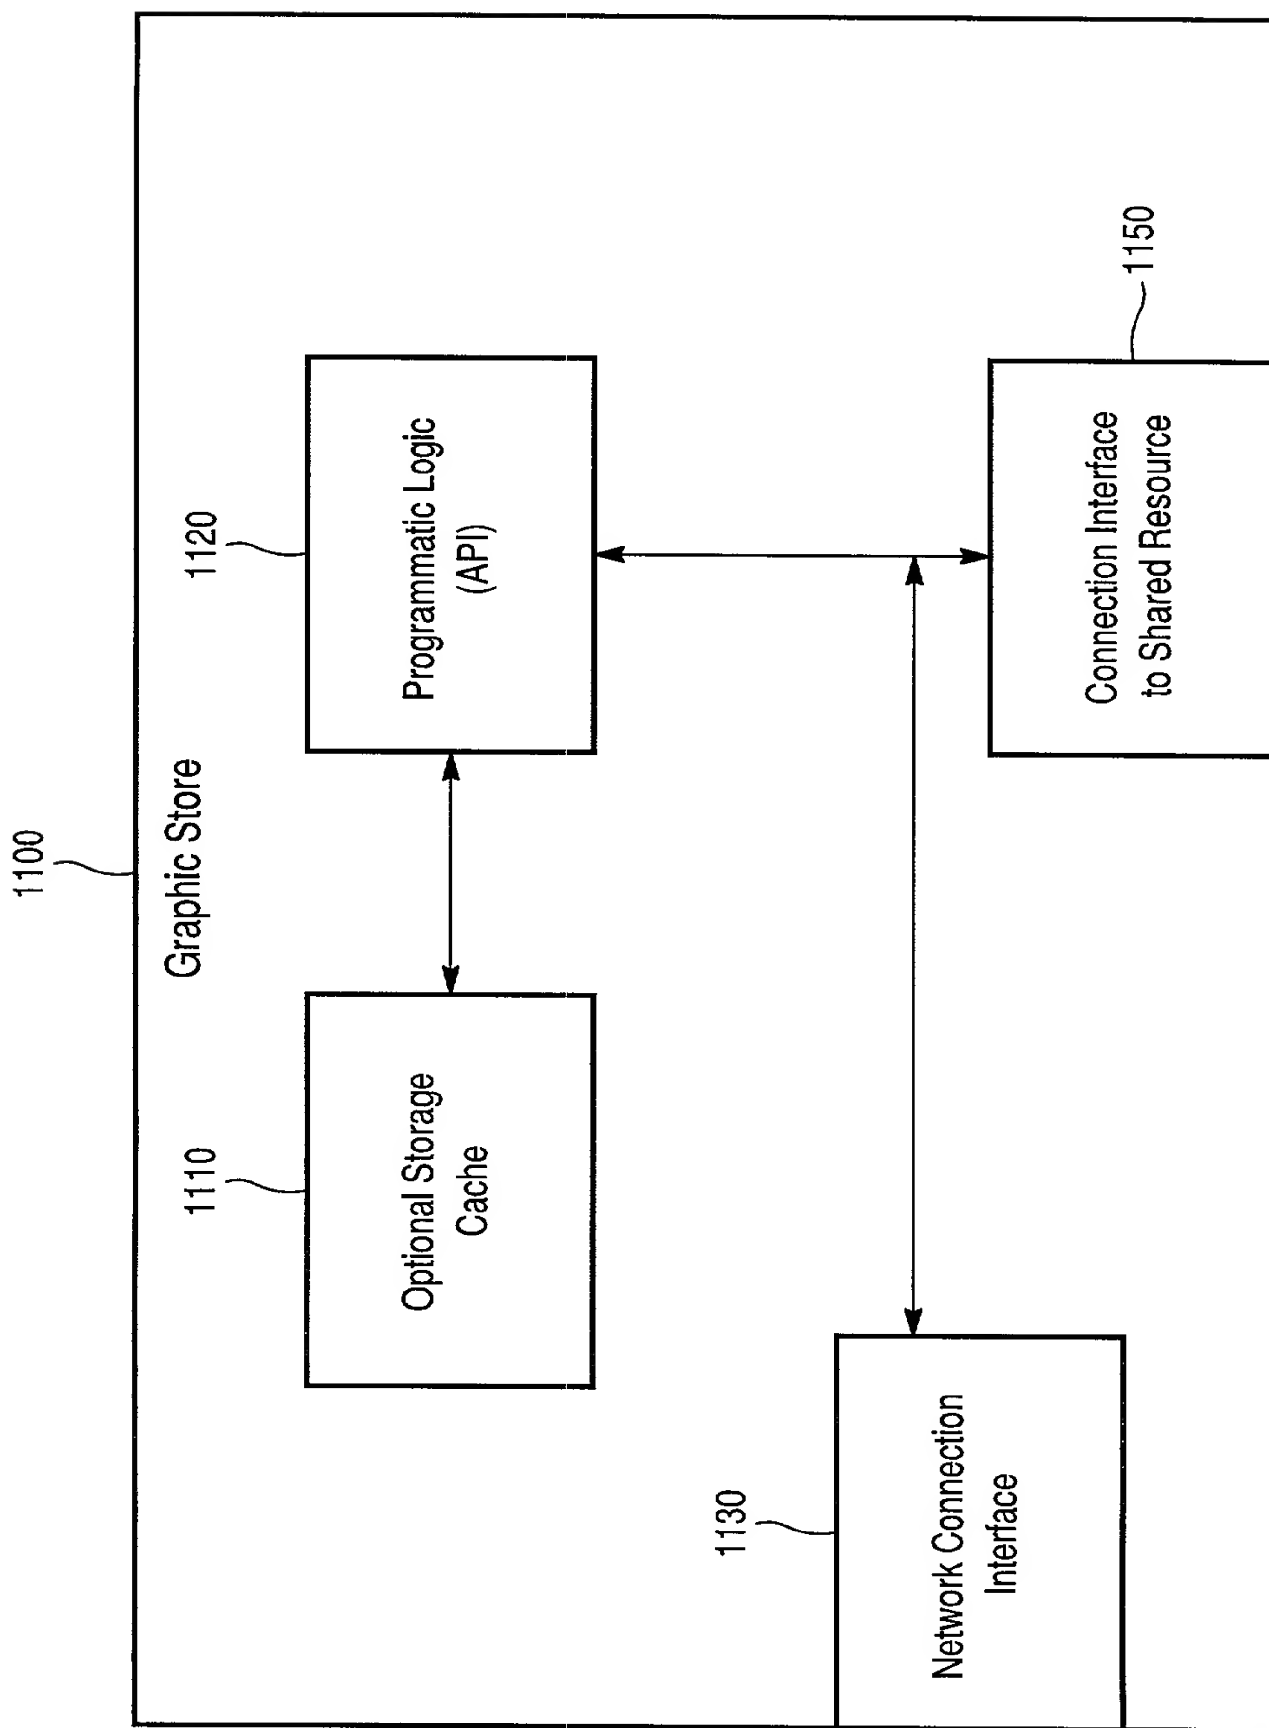 1100
Graphic Store
1110
Optional Storage
Cache
1120
Programmatic Logic
(API)
1130
Network Connection
Interface
1150
Connection Interface
to Shared Resource